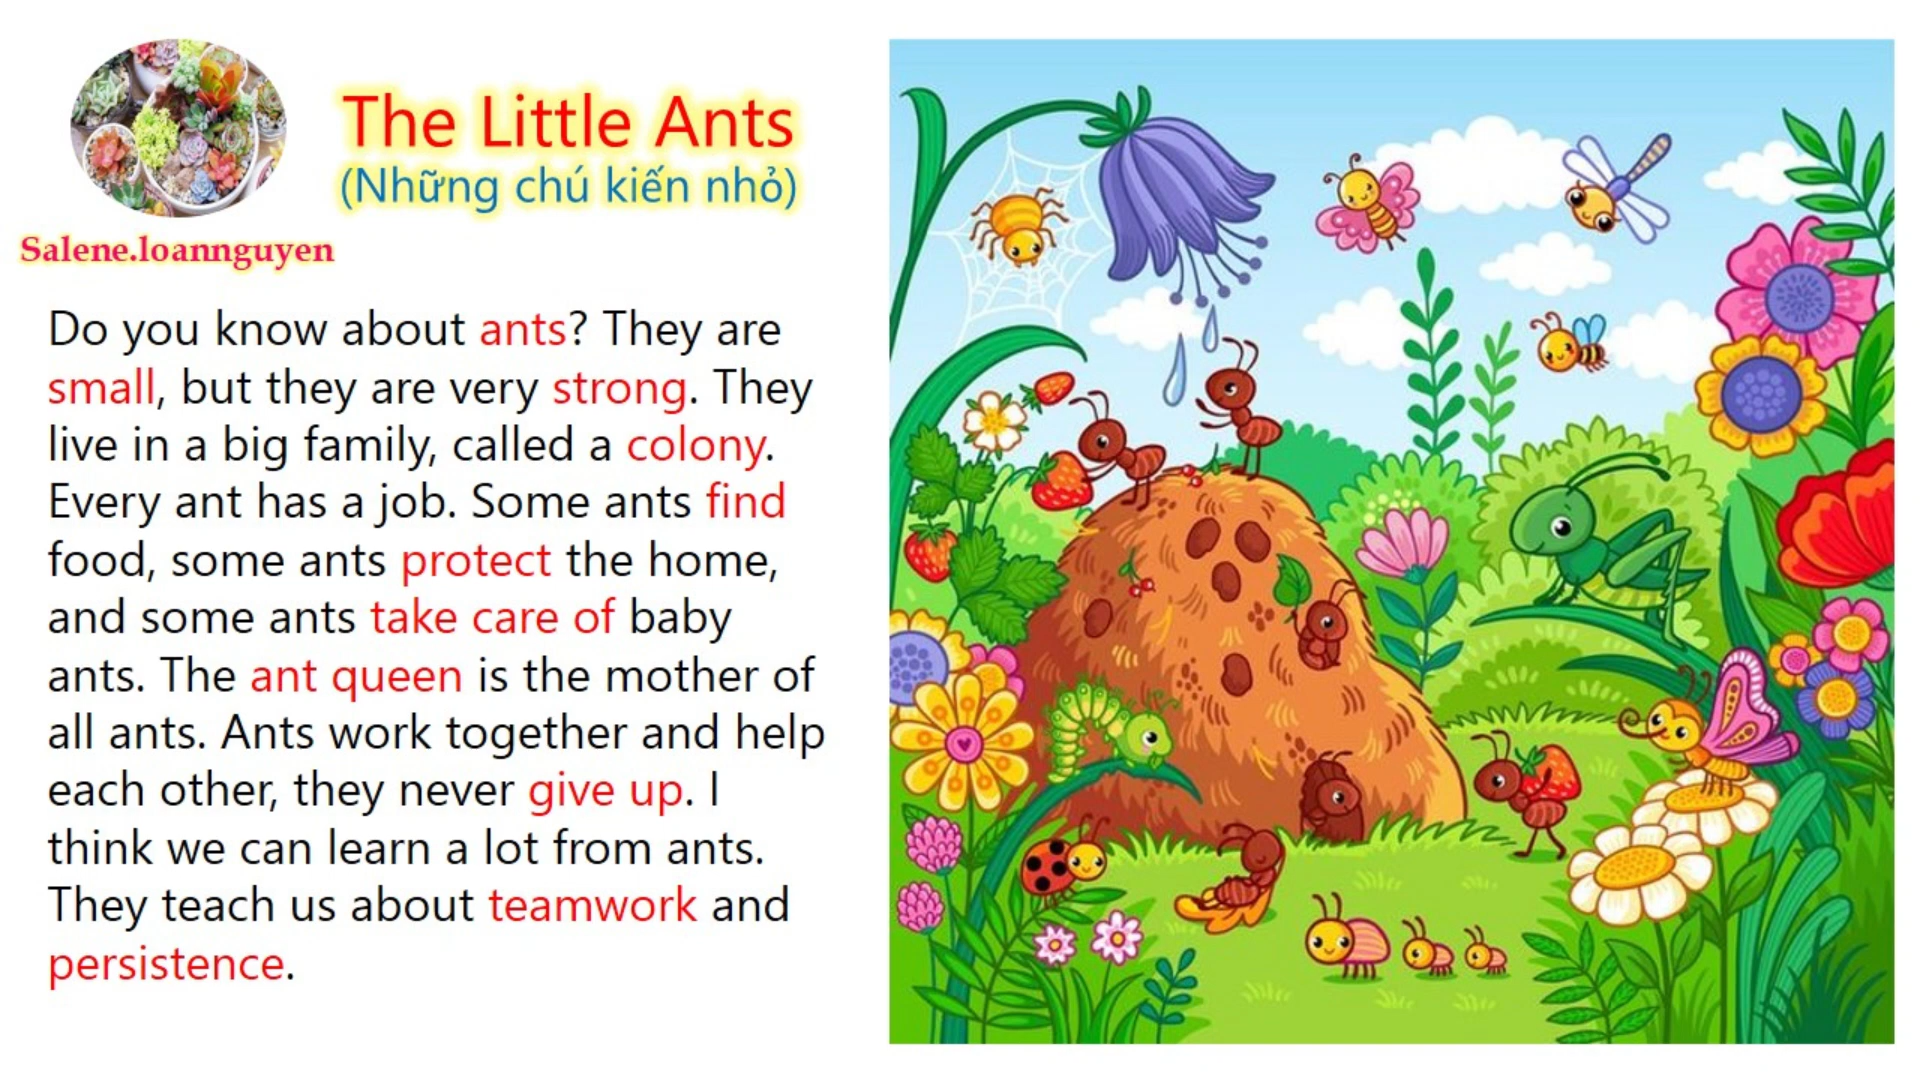 The Little Ants
(Những chú kiến nhỏ)
Salene.loannguyen
Do you know about ants? They are
small, but they are very strong. They
live in a big family, called a colony.
Every ant has a job. Some ants find
food, some ants protect the home,
and some ants take care of baby
ants. The ant queen is the mother of
all ants. Ants work together and help
each other, they never give up. I
think we can learn a lot from ants.
They teach us about teamwork and
persistence.